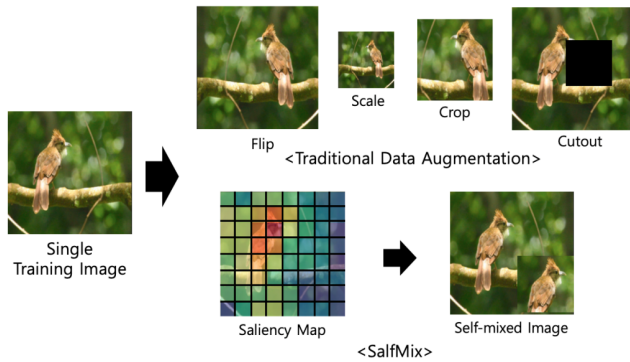 Flip
Scale
Crop
Cutout
<Traditional Data Augmentation>
Single
Training Image
Saliency Map
Self-mixed Image
<SalfMix>